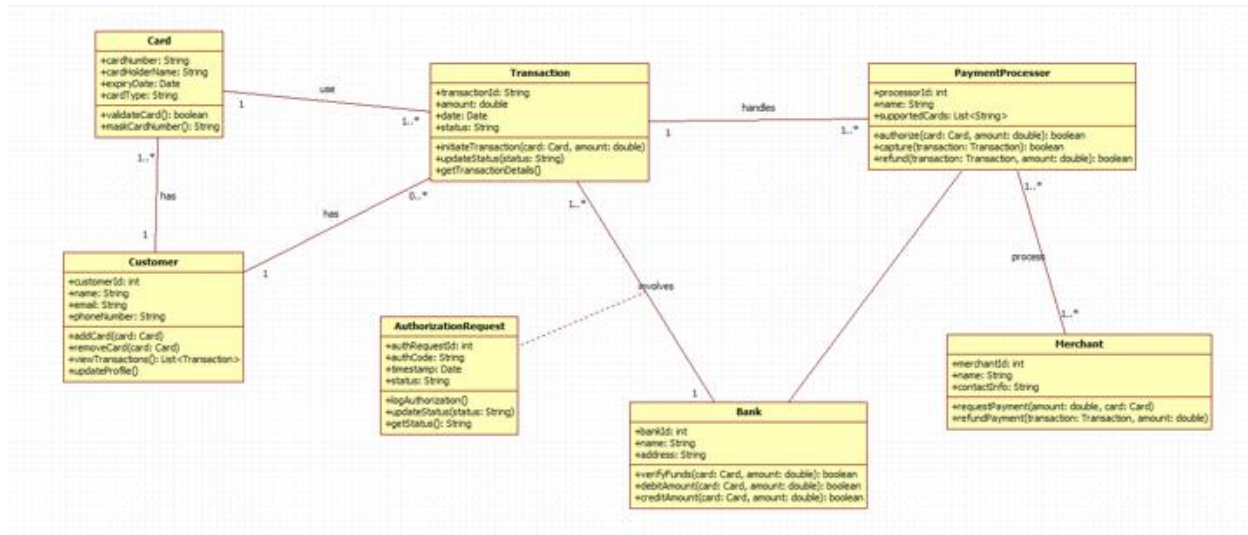 Card
+cardNumber: String
+cardHolderName: String
+expiryDate: Date
+cardType: String
+validateCard(): boolean
+maskCardNumber(): String
1
use
1..*
Transaction
+transactionId: String
+amount: double
+date: Date
+status: String
+initiateTransaction(card: Card, amount: double)
+updateStatus(status: String)
+getTransactionDetails()
1
handles
1..*
PaymentProcessor
+processorId: int
+name: String
+supportedCards: List<String>
+authorize(card: Card, amount: double): boolean
+capture(transaction: Transaction): boolean
+refund(transaction: Transaction, amount: double): boolean
1..*
has
1
0..*
has
1
1..*
involves
1
1..*
process
1..*
Customer
+customerId: int
+name: String
+email: String
+phoneNumber: String
+addCard(card: Card)
+removeCard(card: Card)
+viewTransactions(): List<Transaction>
+updateProfile()
AuthorizationRequest
+authRequestId: int
+authCode: String
+timestamp: Date
+status: String
+logAuthorization()
+updateStatus(status: String)
+getStatus(): String
Bank
+bankId: int
+name: String
+address: String
+verifyFunds(card: Card, amount: double): boolean
+debitAmount(card: Card, amount: double): boolean
+creditAmount(card: Card, amount: double): boolean
Merchant
+merchantId: int
+name: String
+contactInfo: String
+requestPayment(amount: double, card: Card)
+refundPayment(transaction: Transaction, amount: double)